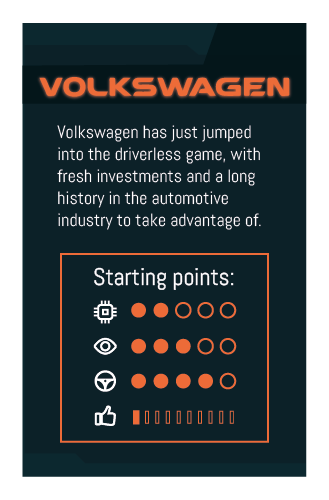 VOLKSWAGEN
Volkswagen has just jumped
into the driverless game, with
fresh investments and a long
history in the automotive
industry to take advantage of.
Starting points: